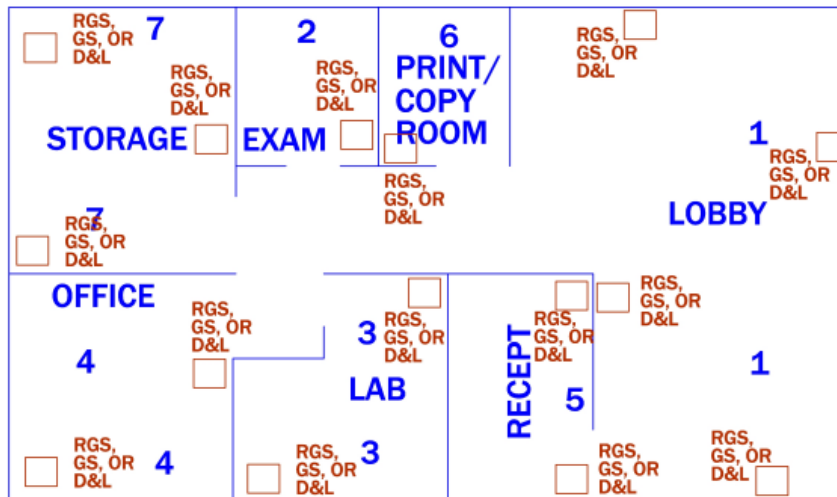 RGS,
GS, OR
D&L
7
RGS,
GS, OR
D&L
STORAGE
2
RGS,
GS, OR
D&L
EXAM
6
PRINT/
COPY
ROOM
RGS,
GS, OR
D&L
RGS,
GS, OR
D&L
1
RGS,
GS, OR
D&L
LOBBY
7
RGS,
GS, OR
D&L
OFFICE
RGS,
GS, OR
D&L
4
3
RGS,
GS, OR
D&L
LAB
RGS,
GS, OR
D&L
RECEPT
5
RGS,
GS, OR
D&L
1
RGS,
GS, OR
D&L
4
RGS,
GS, OR
D&L
3
RGS,
GS, OR
D&L
RGS,
GS, OR
D&L